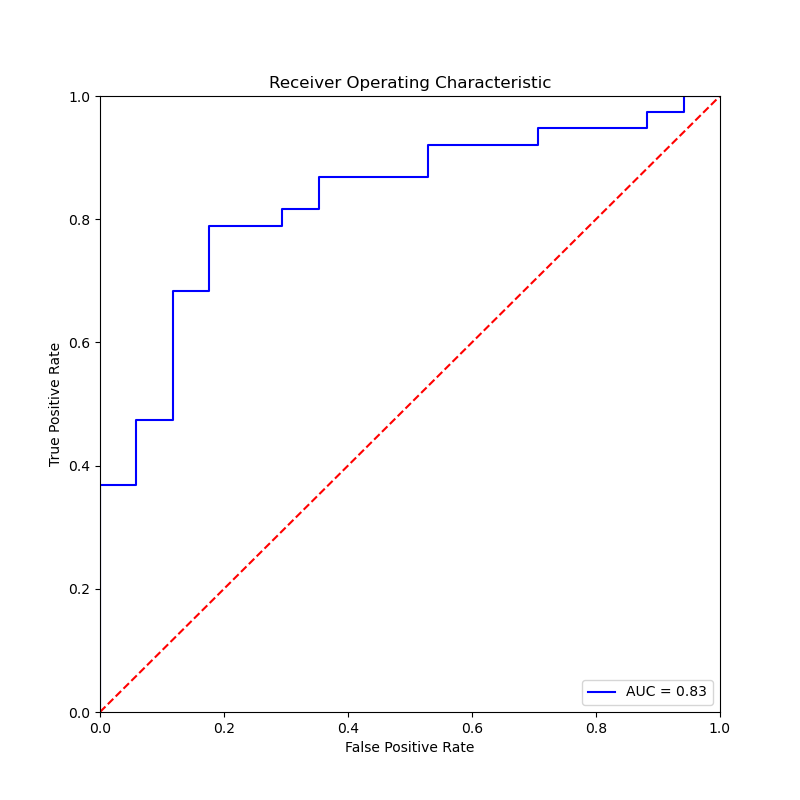 Receiver Operating Characteristic
True Positive Rate
1.0
0.8
0.6
0.4
0.2
0.0
AUC = 0.83
0.0 0.2 0.4 0.6 0.8 1.0
False Positive Rate